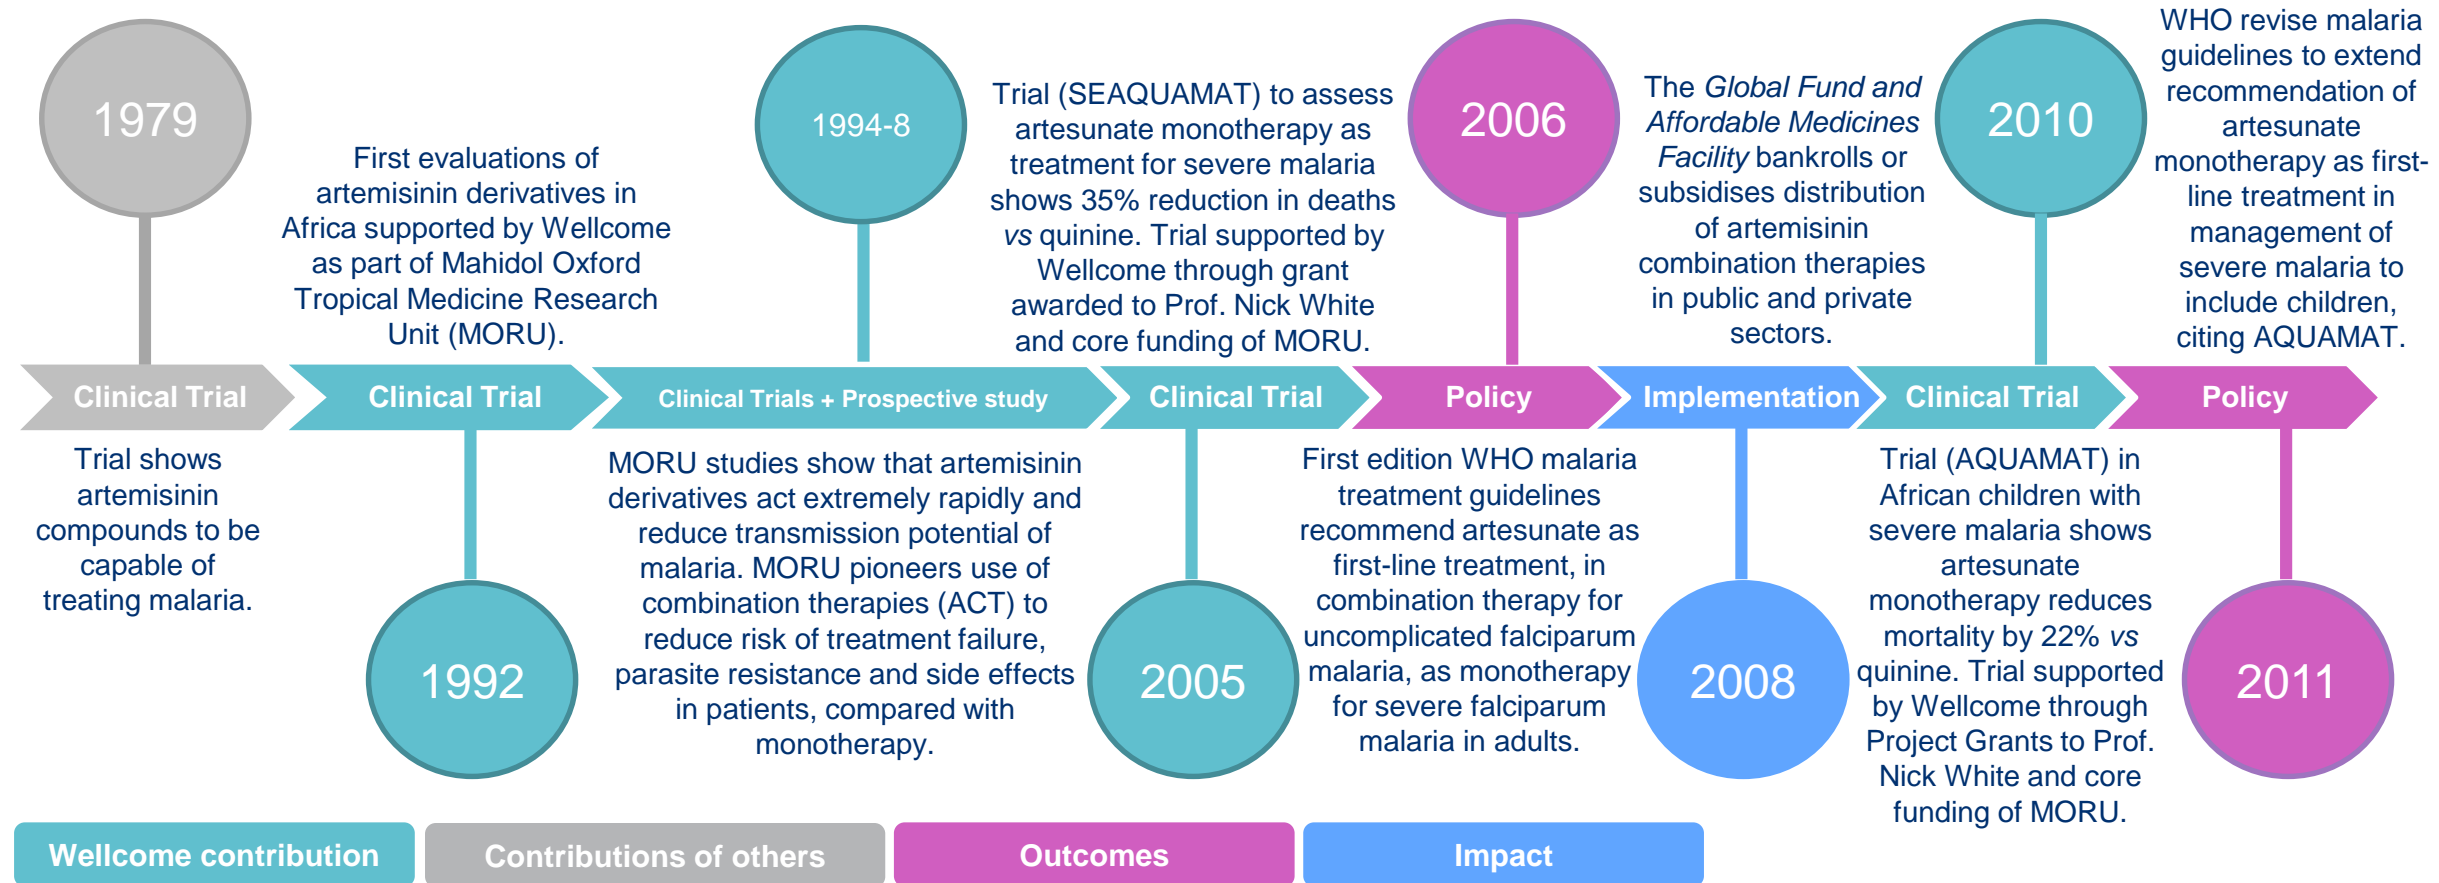 1979
Clinical Trial
Trial shows
artemisinin
compounds to be
capable of
treating malaria.
First evaluations of
artemisinin derivatives in
Africa supported by Wellcome
as part of Mahidol Oxford
Tropical Medicine Research
Unit (MORU).
Clinical Trial
1992
1994-8
Clinical Trials + Prospective study
MORU studies show that artemisinin
derivatives act extremely rapidly and
reduce transmission potential of
malaria. MORU pioneers use of
combination therapies (ACT) to
reduce risk of treatment failure,
parasite resistance and side effects
in patients, compared with
monotherapy.
Trial (SEAQUAMAT) to assess
artesunate monotherapy as
treatment for severe malaria
shows 35% reduction in deaths
vs quinine. Trial supported by
Wellcome through grant
awarded to Prof. Nick White
and core funding of MORU.
Clinical Trial
2005
2006
Policy
First edition WHO malaria
treatment guidelines
recommend artesunate as
first-line treatment, in
combination therapy for
uncomplicated falciparum
malaria, as monotherapy
for severe falciparum
malaria in adults.
The Global Fund and
Affordable Medicines
Facility bankrolls or
subsidises distribution
of artemisinin
combination therapies
in public and private
sectors.
Implementation
2008
2010
Clinical Trial
Trial (AQUAMAT) in
African children with
severe malaria shows
artesunate
monotherapy reduces
mortality by 22% vs
quinine. Trial supported
by Wellcome through
Project Grants to Prof.
Nick White and core
funding of MORU.
WHO revise malaria
guidelines to extend
recommendation of
artesunate
monotherapy as first-
line treatment in
management of
severe malaria to
include children,
citing AQUAMAT.
Policy
2011
Wellcome contribution
Contributions of others
Outcomes
Impact